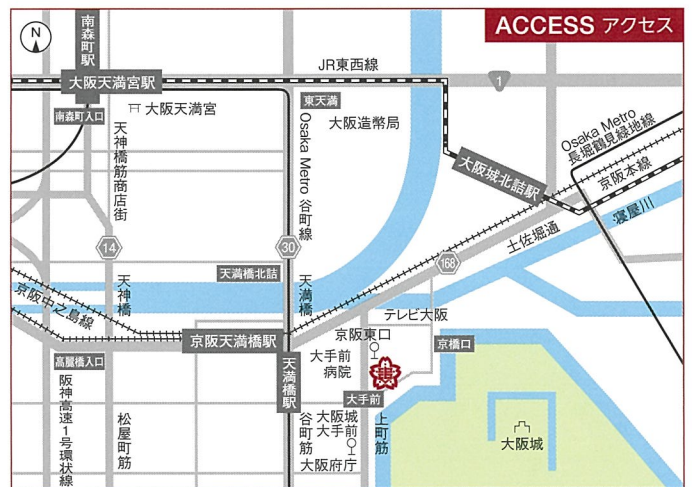 N
ACCESS アクセス
南森町駅
JR東西線
大阪天満宮駅
1
南森町入口
大阪天満宮
東天満
大阪造幣局
天神橋筋商店街
Osaka Metro 谷町線
大阪城北詰駅
Osaka Metro
長堀鶴見緑地線
京阪本線
寝屋川
土佐堀通
14
30
168
天満橋北詰
天神橋
天満橋
京阪中之島線
テレビ大阪
京阪天満橋駅
京阪東口
京橋口
高麗橋入口
天満橋駅
大手前
病院
大手前
阪神高速1号環状線
松屋町筋
谷町筋
大阪城
大手前
大阪府庁
上町筋
大阪城